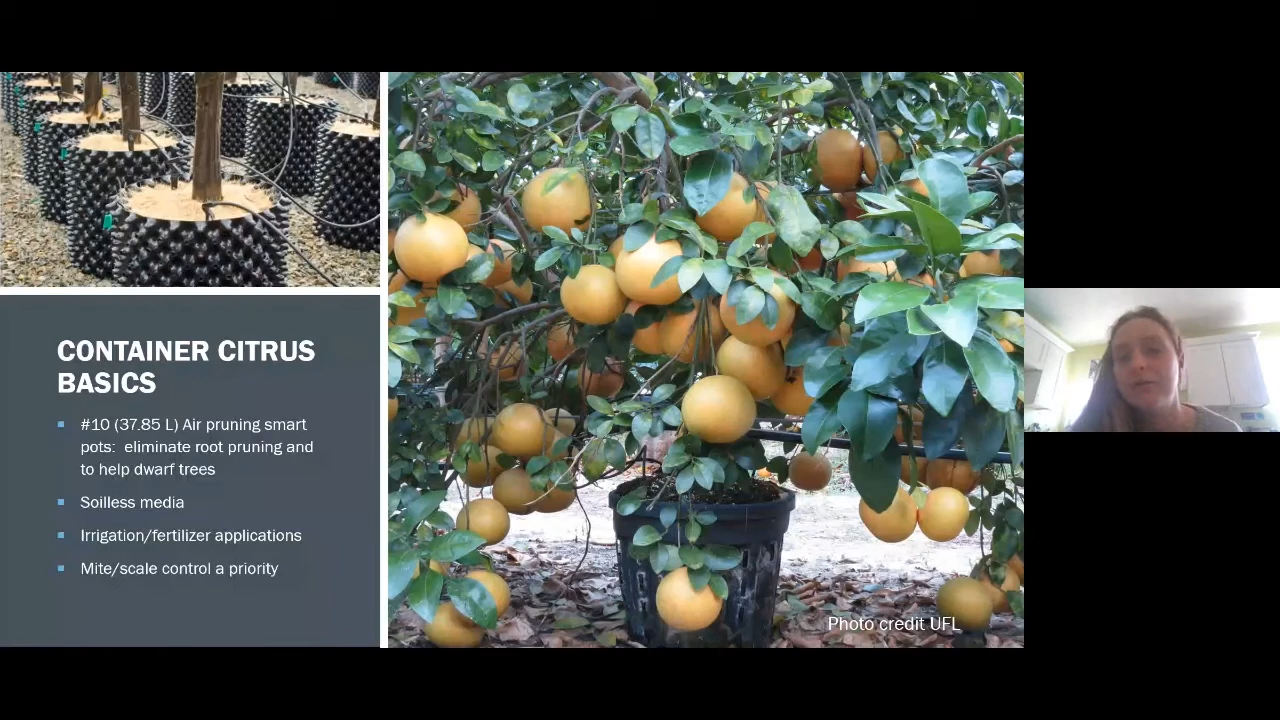 CONTAINER CITRUS
BASICS
#10 (37.85 L) Air pruning smart
pots:  eliminate root pruning and
to help dwarf trees
Soilless media
Irrigation/fertilizer applications
Mite/scale control a priority
Photo credit UFL